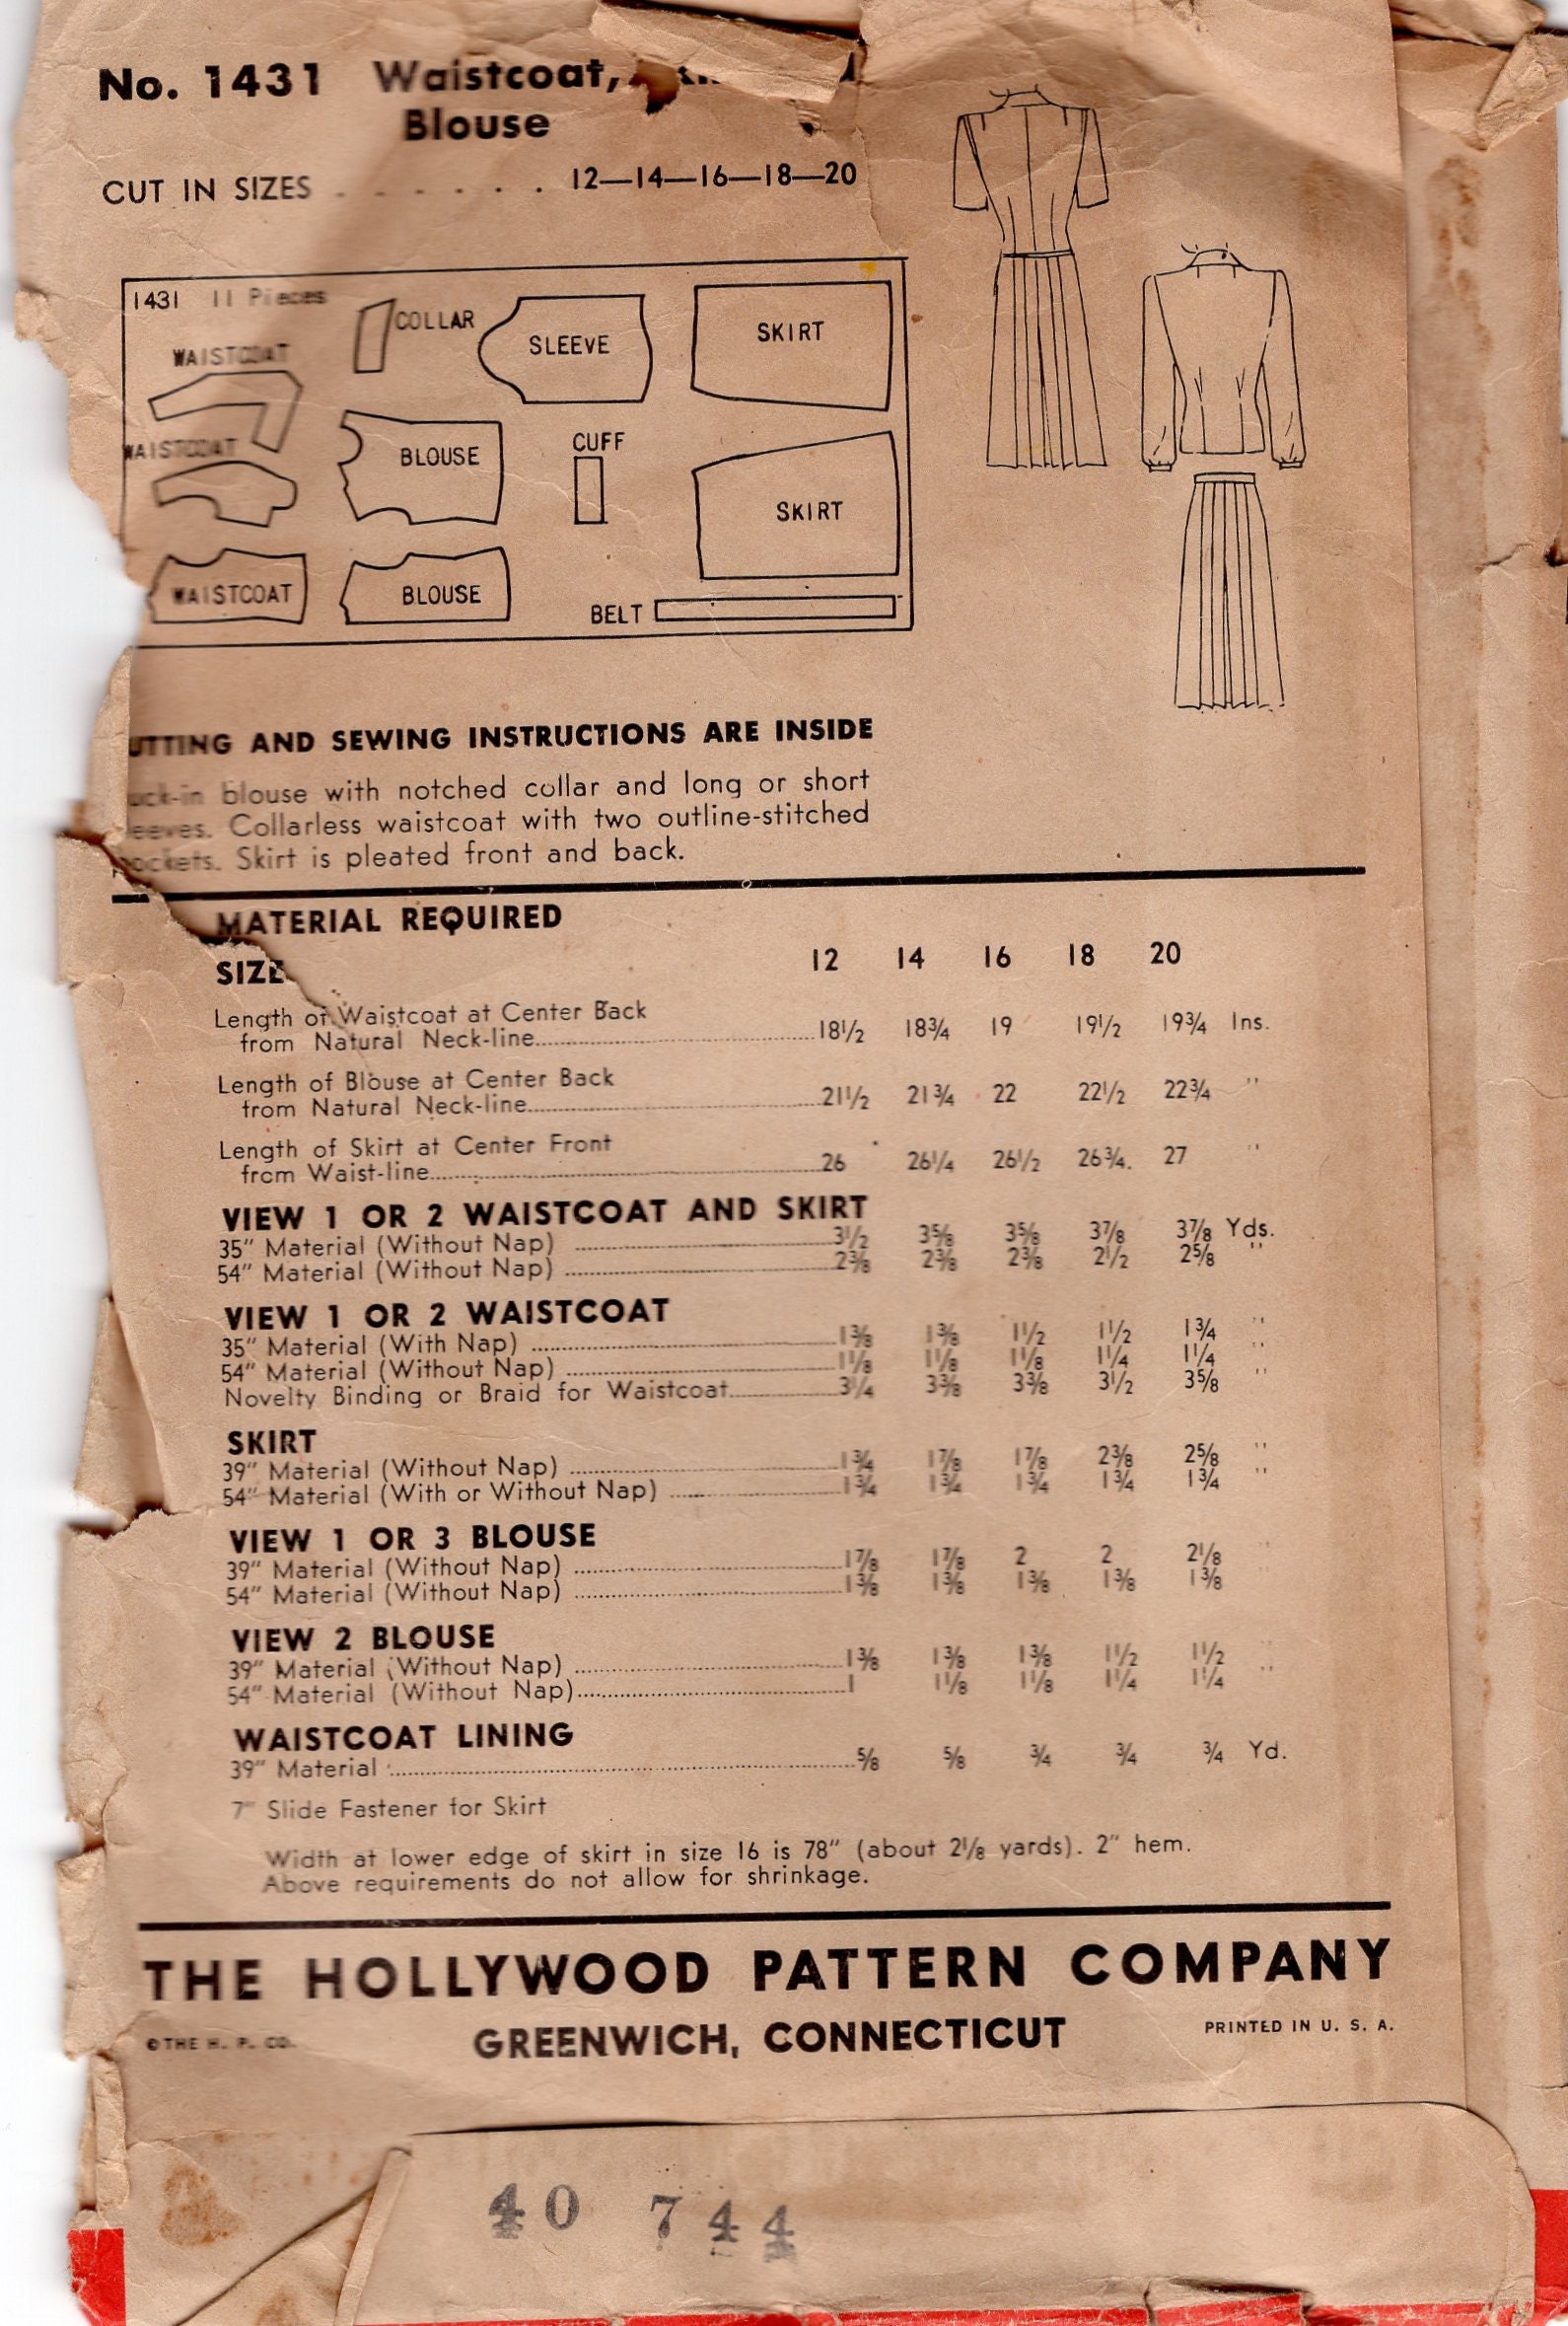 No. 1431 Waistcoat,
Blouse
CUT IN SIZES . . . . . . 12—14—16—18—20
1431 11 Pieces
COLLAR
SLEEVE
SKIRT
WAISTCOAT
WAISTCOAT
BLOUSE
CUFF
SKIRT
WAISTCOAT
BLOUSE
BELT
UTTING AND SEWING INSTRUCTIONS ARE INSIDE
uck-in blouse with notched collar and long or short
leeves. Collarless waistcoat with two outline-stitched
pockets. Skirt is pleated front and back.
MATERIAL REQUIRED
SIZE 12 14 16 18 20
Length of Waistcoat at Center Back
from Natural Neck-line 18½ 18¾ 19 19½ 19¾ Ins.
Length of Blouse at Center Back
from Natural Neck-line 21½ 21¾ 22 22½ 22¾ "
Length of Skirt at Center Front
from Waist-line 26 26¼ 26½ 26¾ 27 "
VIEW 1 OR 2 WAISTCOAT AND SKIRT
35" Material (Without Nap) 3½ 3⅝ 3⅝ 3⅞ 3⅞ Yds.
54" Material (Without Nap) 2⅜ 2⅜ 2⅜ 2½ 2⅝ "
VIEW 1 OR 2 WAISTCOAT
35" Material (With Nap) 1⅜ 1⅜ 1½ 1½ 1¾ "
54" Material (Without Nap) 1⅛ 1⅛ 1⅛ 1¼ 1¼ "
Novelty Binding or Braid for Waistcoat 3¼ 3⅜ 3⅜ 3½ 3⅝ "
SKIRT
39" Material (Without Nap) 1¾ 1⅞ 1⅞ 2⅜ 2⅝ "
54" Material (With or Without Nap) 1¾ 1¾ 1¾ 1¾ 1¾ "
VIEW 1 OR 3 BLOUSE
39" Material (Without Nap) 1⅞ 1⅞ 2 2 2⅛ "
54" Material (Without Nap) 1⅜ 1⅜ 1⅜ 1⅜ 1⅜
VIEW 2 BLOUSE
39" Material (Without Nap) 1⅜ 1⅜ 1⅜ 1½ 1½ "
54" Material (Without Nap) 1 1⅛ 1⅛ 1¼ 1¼ "
WAISTCOAT LINING
39" Material ⅝ ⅝ ¾ ¾ ¾ Yd.
7" Slide Fastener for Skirt
Width at lower edge of skirt in size 16 is 78" (about 2⅛ yards). 2" hem.
Above requirements do not allow for shrinkage.
THE HOLLYWOOD PATTERN COMPANY
©THE H. P. CO. GREENWICH, CONNECTICUT PRINTED IN U. S. A.
40 744